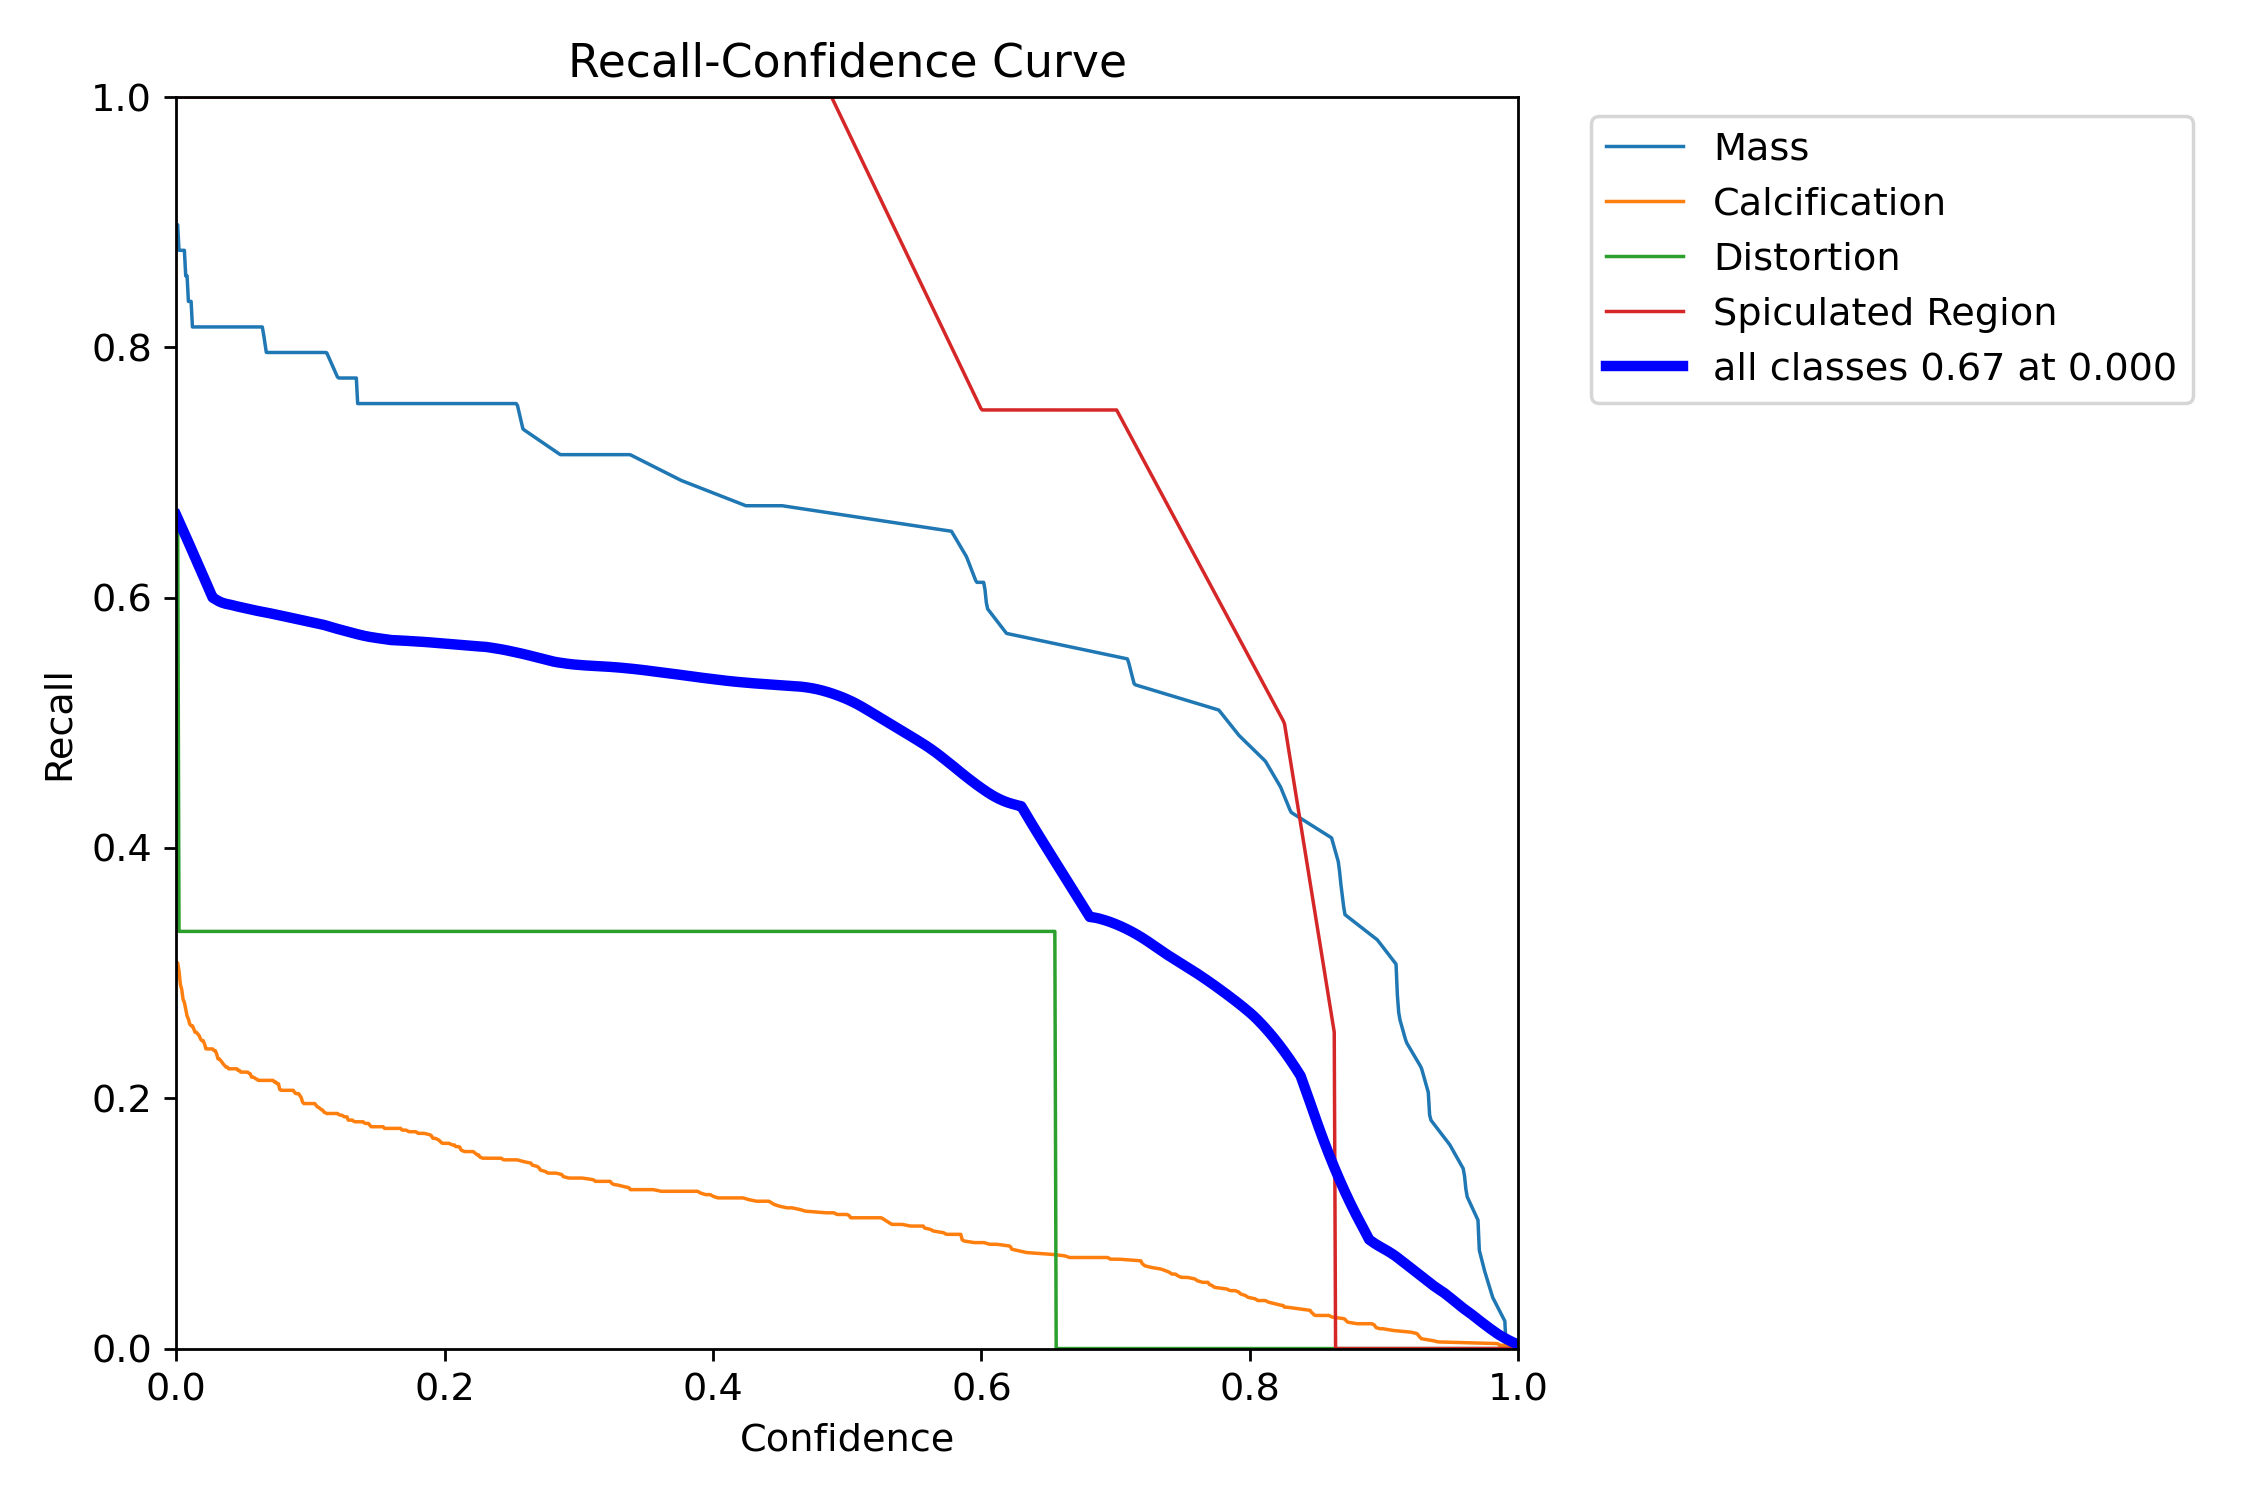 Recall-Confidence Curve
1.0
0.8
0.6
0.4
0.2
0.0
Recall
0.0 0.2 0.4 0.6 0.8 1.0
Confidence
Mass
Calcification
Distortion
Spiculated Region
all classes 0.67 at 0.000